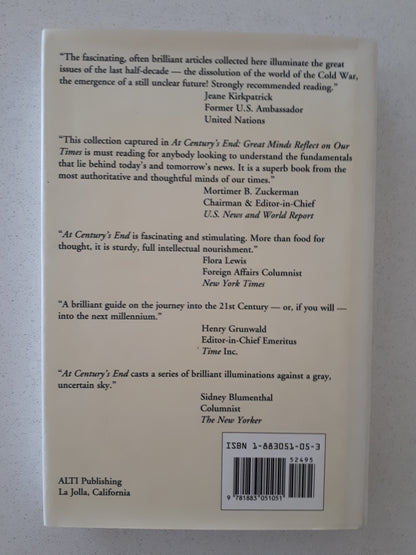 “The fascinating, often brilliant articles collected here illuminate the great
issues of the last half-decade — the dissolution of the world of the Cold War,
the emergence of a still unclear future! Strongly recommended reading.”
Jeane Kirkpatrick
Former U.S. Ambassador
United Nations
“This collection captured in At Century's End: Great Minds Reflect on Our
Times is must reading for anybody looking to understand the fundamentals
that lie behind today's and tomorrow's news. It is a superb book from the
most authoritative and thoughtful minds of our times.”
Mortimer B. Zuckerman
Chairman & Editor-in-Chief
U.S. News and World Report
“At Century's End is fascinating and stimulating. More than food for
thought, it is sturdy, full intellectual nourishment.”
Flora Lewis
Foreign Affairs Columnist
New York Times
“A brilliant guide on the journey into the 21st Century — or, if you will —
into the next millennium.”
Henry Grunwald
Editor-in-Chief Emeritus
Time Inc.
“At Century's End casts a series of brilliant illuminations against a gray,
uncertain sky.”
Sidney Blumenthal
Columnist
The New Yorker
ISBN 1-883051-05-3
52495
9 781883 051051
ALTI Publishing
La Jolla, California